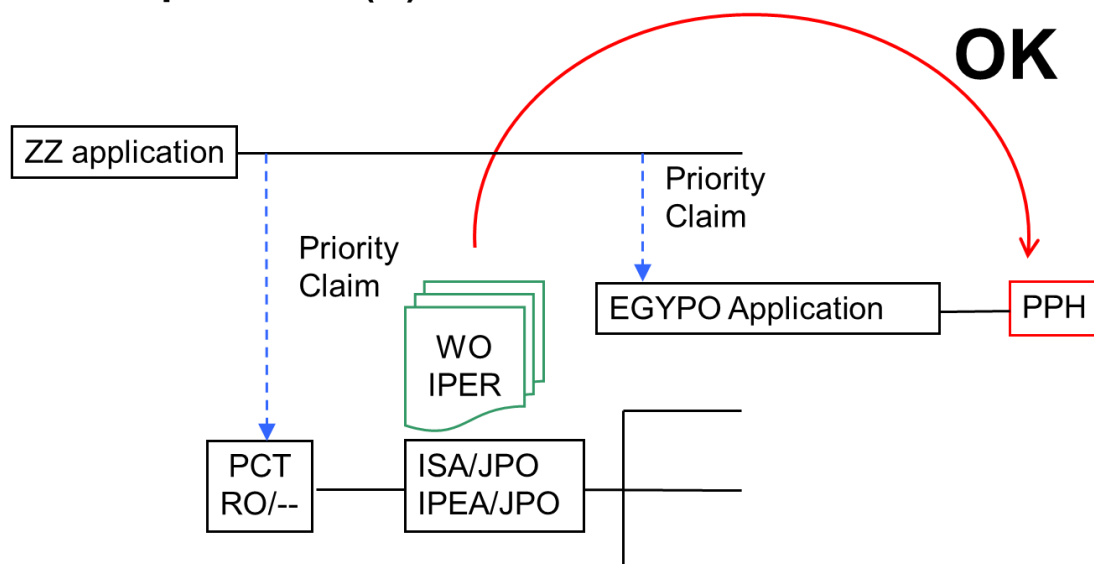 OK
ZZ application
Priority
Claim
Priority
Claim
EGYPO Application
PPH
WO
IPER
PCT
RO/--
ISA/JPO
IPEA/JPO